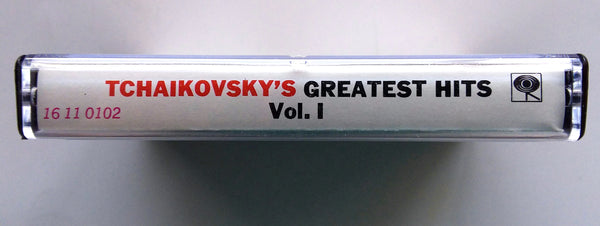 TCHAIKOVSKY'S GREATEST HITS
Vol. I
16 11 0102